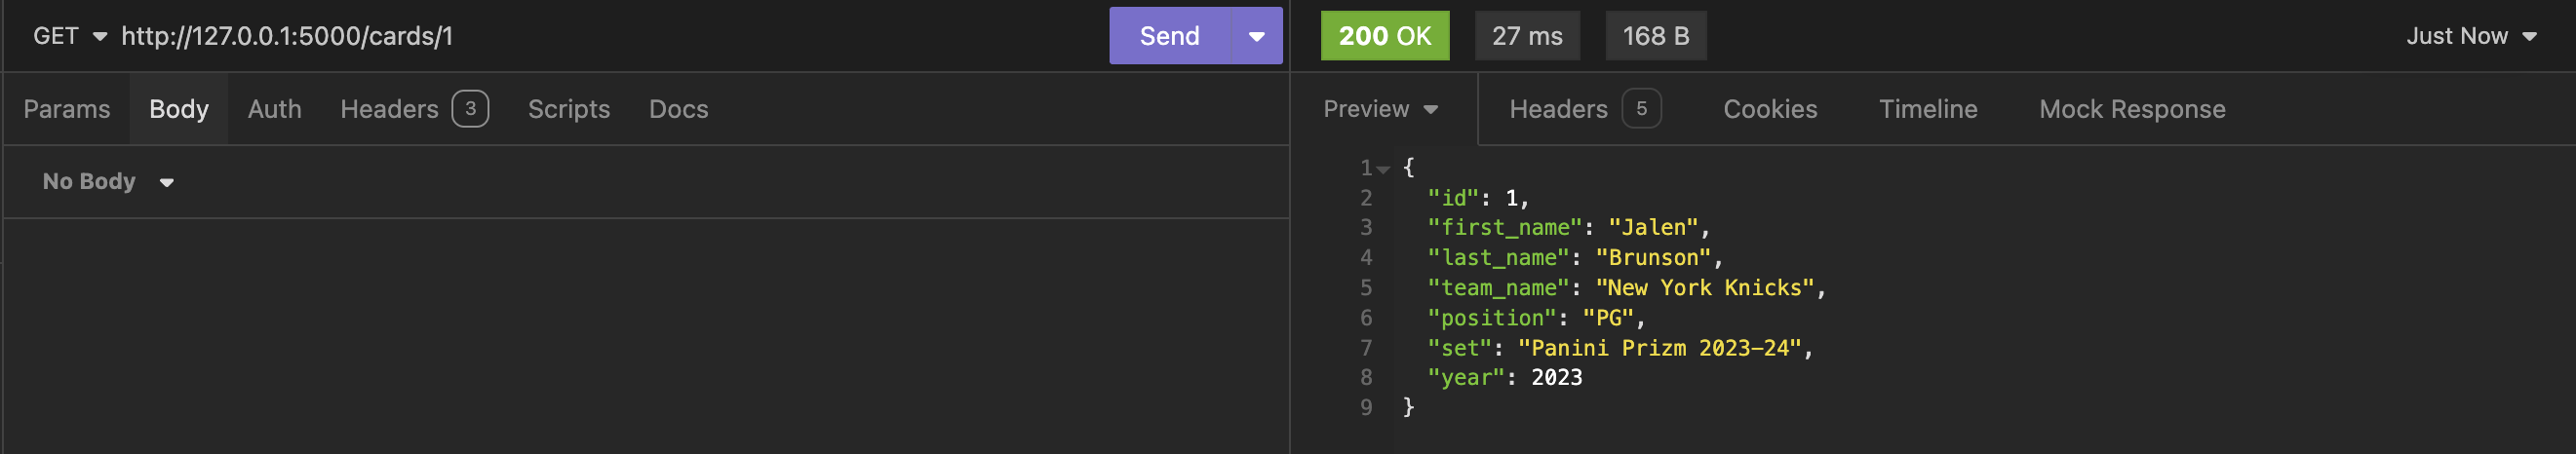 GET http://127.0.0.1:5000/cards/1 Send
200 OK 27 ms 168 B Just Now
Params Body Auth Headers 3 Scripts Docs
Preview Headers 5 Cookies Timeline Mock Response
No Body
1 {
2 "id": 1,
3 "first_name": "Jalen",
4 "last_name": "Brunson",
5 "team_name": "New York Knicks",
6 "position": "PG",
7 "set": "Panini Prizm 2023–24",
8 "year": 2023
9 }